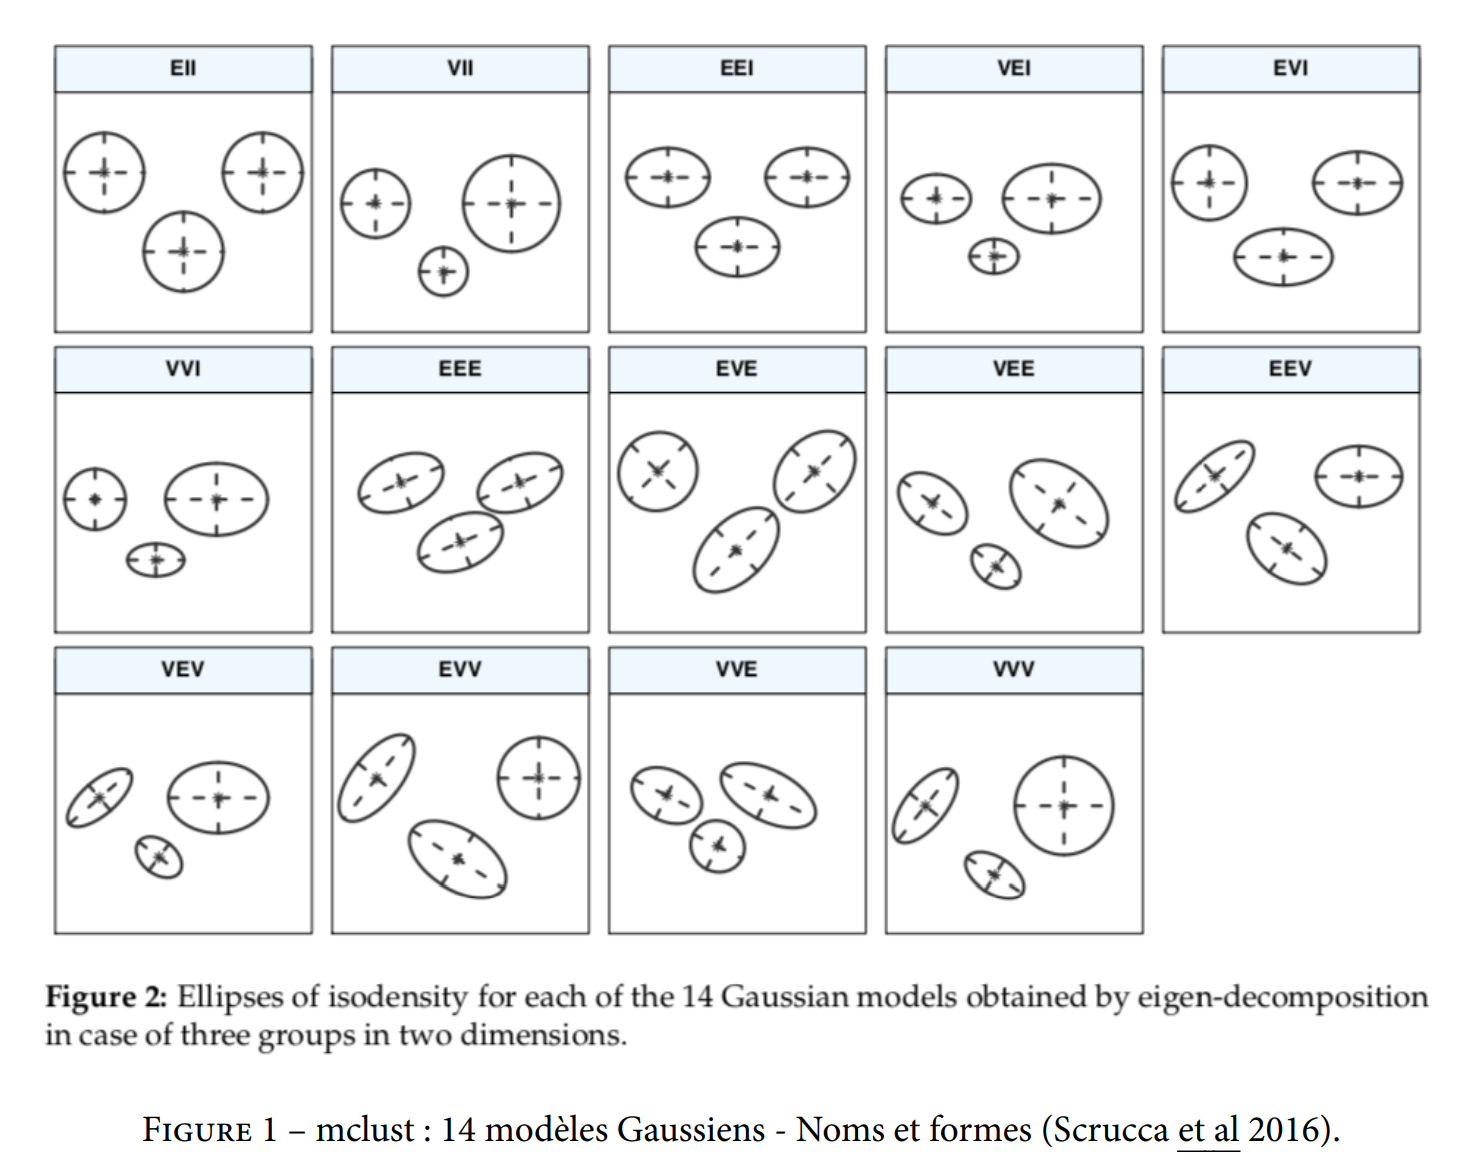 EII VII EEI VEI EVI
VVI EEE EVE VEE EEV
VEV EVV VVE VVV
Figure 2: Ellipses of isodensity for each of the 14 Gaussian models obtained by eigen-decomposition
in case of three groups in two dimensions.
FIGURE 1 – mclust : 14 modèles Gaussiens - Noms et formes (Scrucca et al 2016).